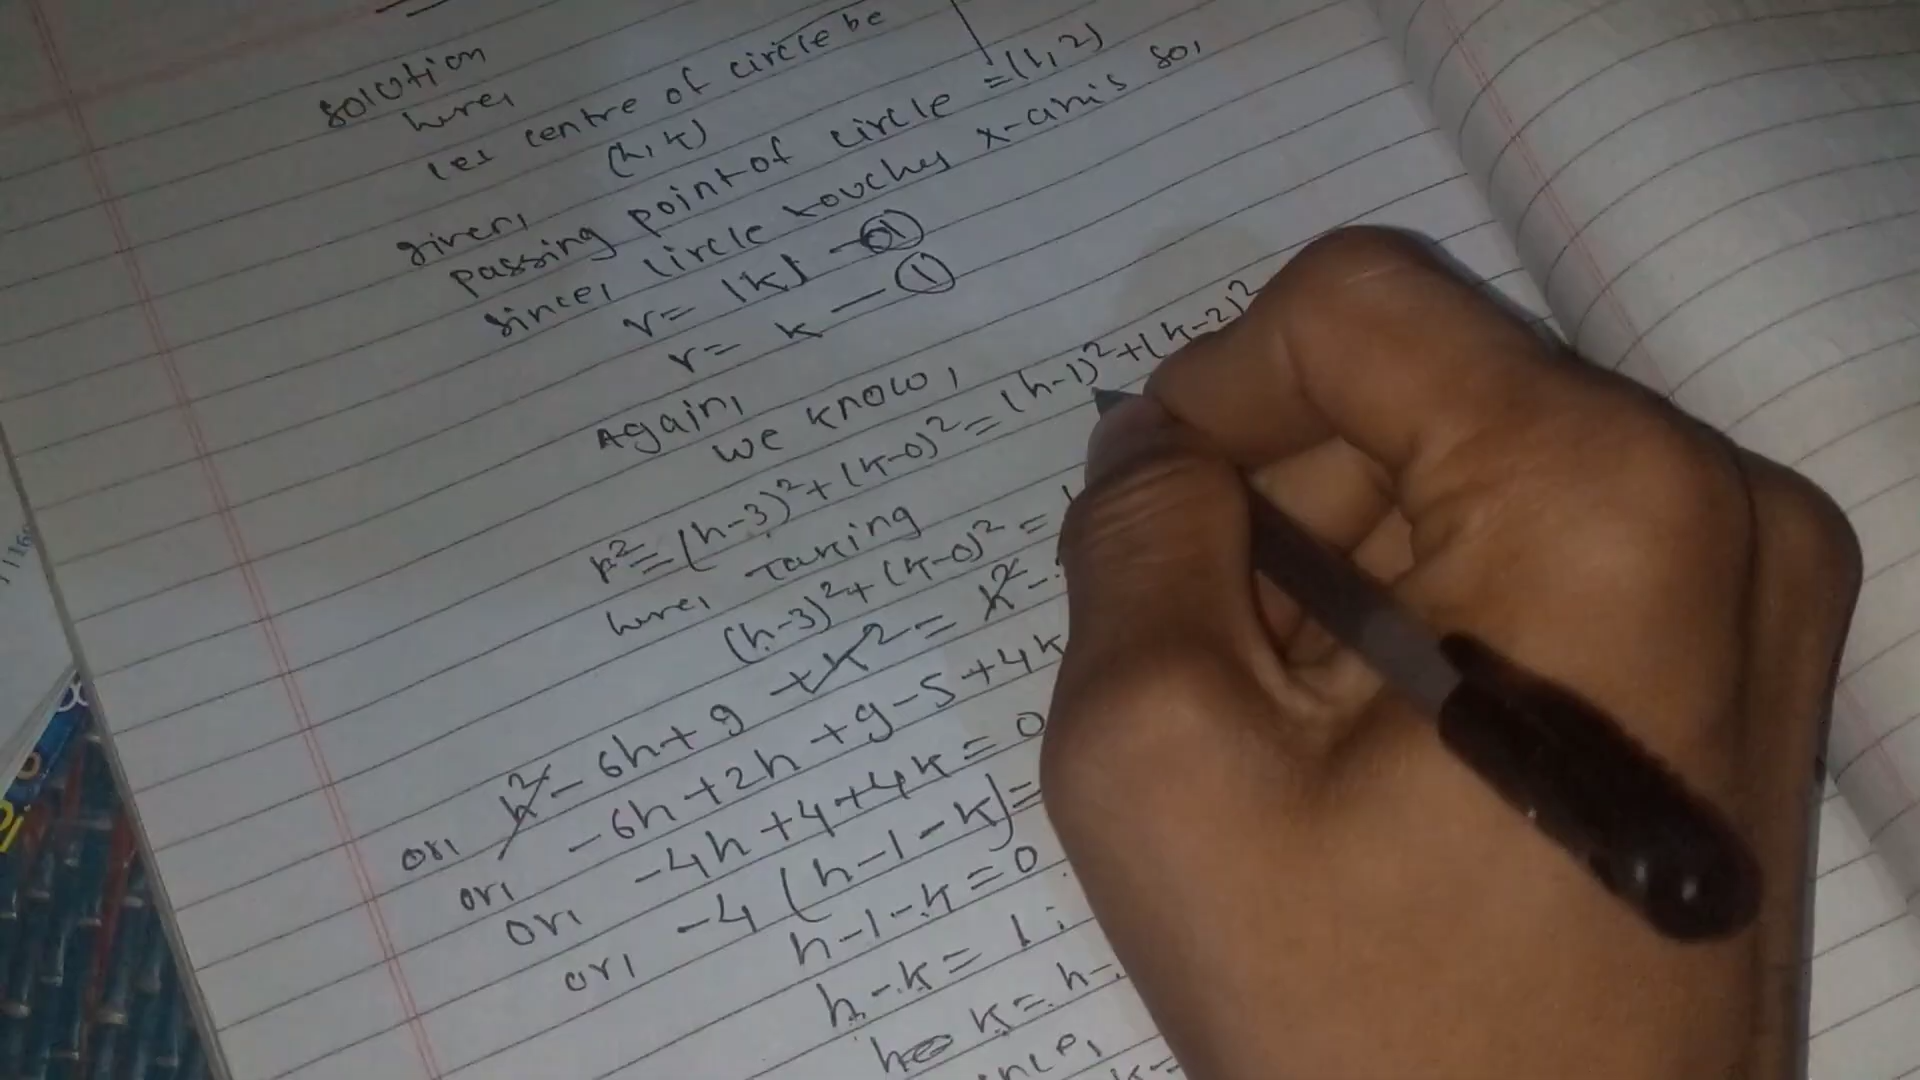 solution
here,
let centre of circle be
(h, k)
given,
passing point of circle = (1, 2)
since, circle touches x-axis so,
r = |k|
r = k — ①
Again,
we know,
r² = (h-3)² + (k-0)² = (h-1)² + (k-2)²
here, Taking
(h-3)² + (k-0)² =
or, h² - 6h + 9 + k² = k² -
or, -6h + 2h + 9 - 5 + 4k
or, -4h + 4 + 4k = 0
or, -4 (h - 1 - k) =
h - 1 - k = 0
h - k = 1
k = h -
k =